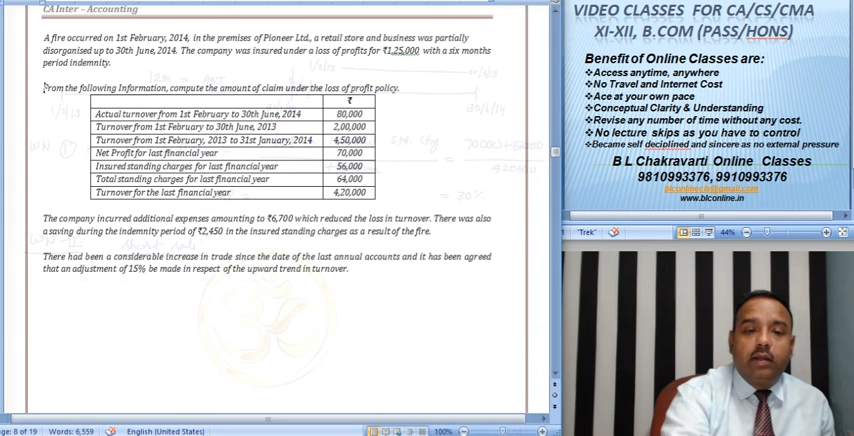 CA Inter – Accounting
A fire occurred on 1st February, 2014, in the premises of Pioneer Ltd., a retail store and business was partially
disorganised up to 30th June, 2014. The company was insured under a loss of profits for ₹1,25,000 with a six months
period indemnity.
From the following Information, compute the amount of claim under the loss of profit policy.
₹
Actual turnover from 1st February to 30th June, 2014 80,000
Turnover from 1st February to 30th June, 2013 2,00,000
Turnover from 1st February, 2013 to 31st January, 2014 4,50,000
Net Profit for last financial year 70,000
Insured standing charges for last financial year 56,000
Total standing charges for last financial year 64,000
Turnover for the last financial year 4,20,000
= 30%
The company incurred additional expenses amounting to ₹6,700 which reduced the loss in turnover. There was also
a saving during the indemnity period of ₹2,450 in the insured standing charges as a result of the fire.
There had been a considerable increase in trade since the date of the last annual accounts and it has been agreed
that an adjustment of 15% be made in respect of the upward trend in turnover.
ge: 8 of 19 Words: 6,559 English (United States) 100%
VIDEO CLASSES FOR CA/CS/CMA
XI-XII, B.COM (PASS/HONS)
Benefit of Online Classes are:
❖Access anytime, anywhere
❖No Travel and Internet Cost
❖Ace at your own pace
❖Conceptual Clarity & Understanding
❖Revise any number of time without any cost.
❖No lecture skips as you have to control
❖Became self deciplined and sincere as no external pressure
B L Chakravarti Online Classes
9810993376, 9910993376
blconlinecls@gmail.com
www.blconline.in
"Trek" 44%